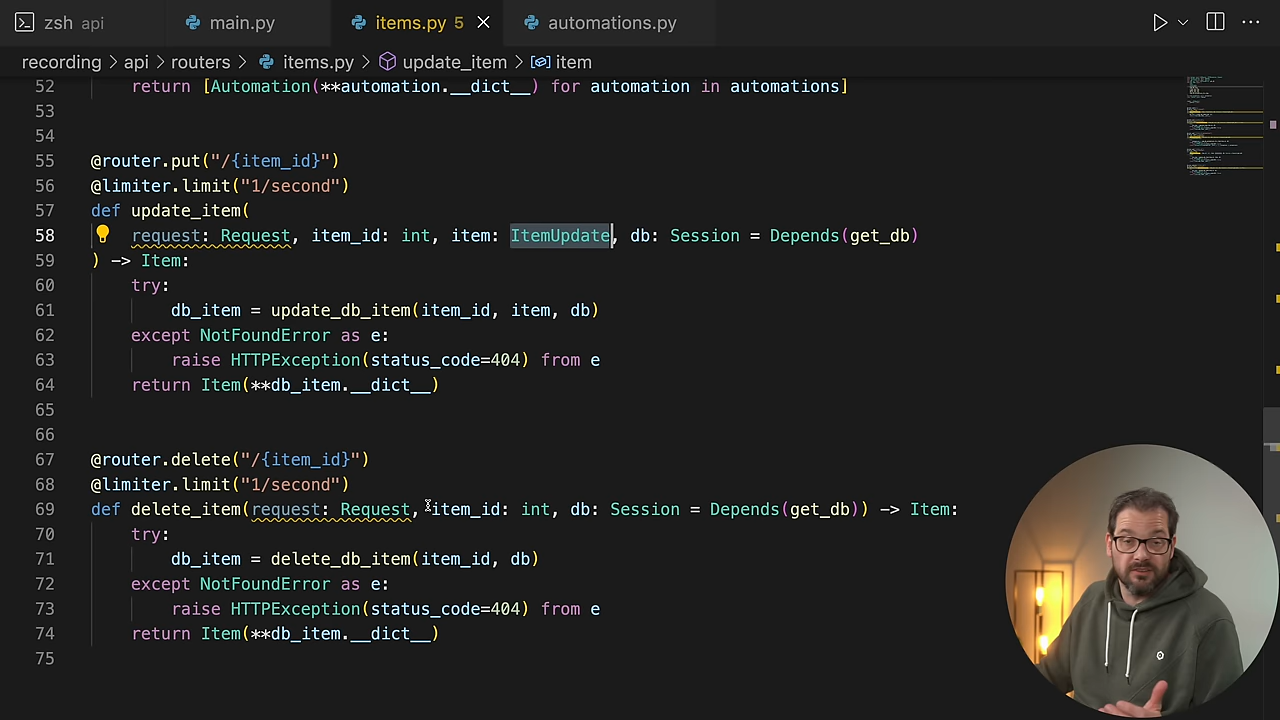 zsh api main.py items.py 5 automations.py
recording > api > routers > items.py > update_item > item
52 return [Automation(**automation.__dict__) for automation in automations]
53
54
55 @router.put("/{item_id}")
56 @limiter.limit("1/second")
57 def update_item(
58 request: Request, item_id: int, item: ItemUpdate, db: Session = Depends(get_db)
59 ) -> Item:
60 try:
61 db_item = update_db_item(item_id, item, db)
62 except NotFoundError as e:
63 raise HTTPException(status_code=404) from e
64 return Item(**db_item.__dict__)
65
66
67 @router.delete("/{item_id}")
68 @limiter.limit("1/second")
69 def delete_item(request: Request, item_id: int, db: Session = Depends(get_db)) -> Item:
70 try:
71 db_item = delete_db_item(item_id, db)
72 except NotFoundError as e:
73 raise HTTPException(status_code=404) from e
74 return Item(**db_item.__dict__)
75